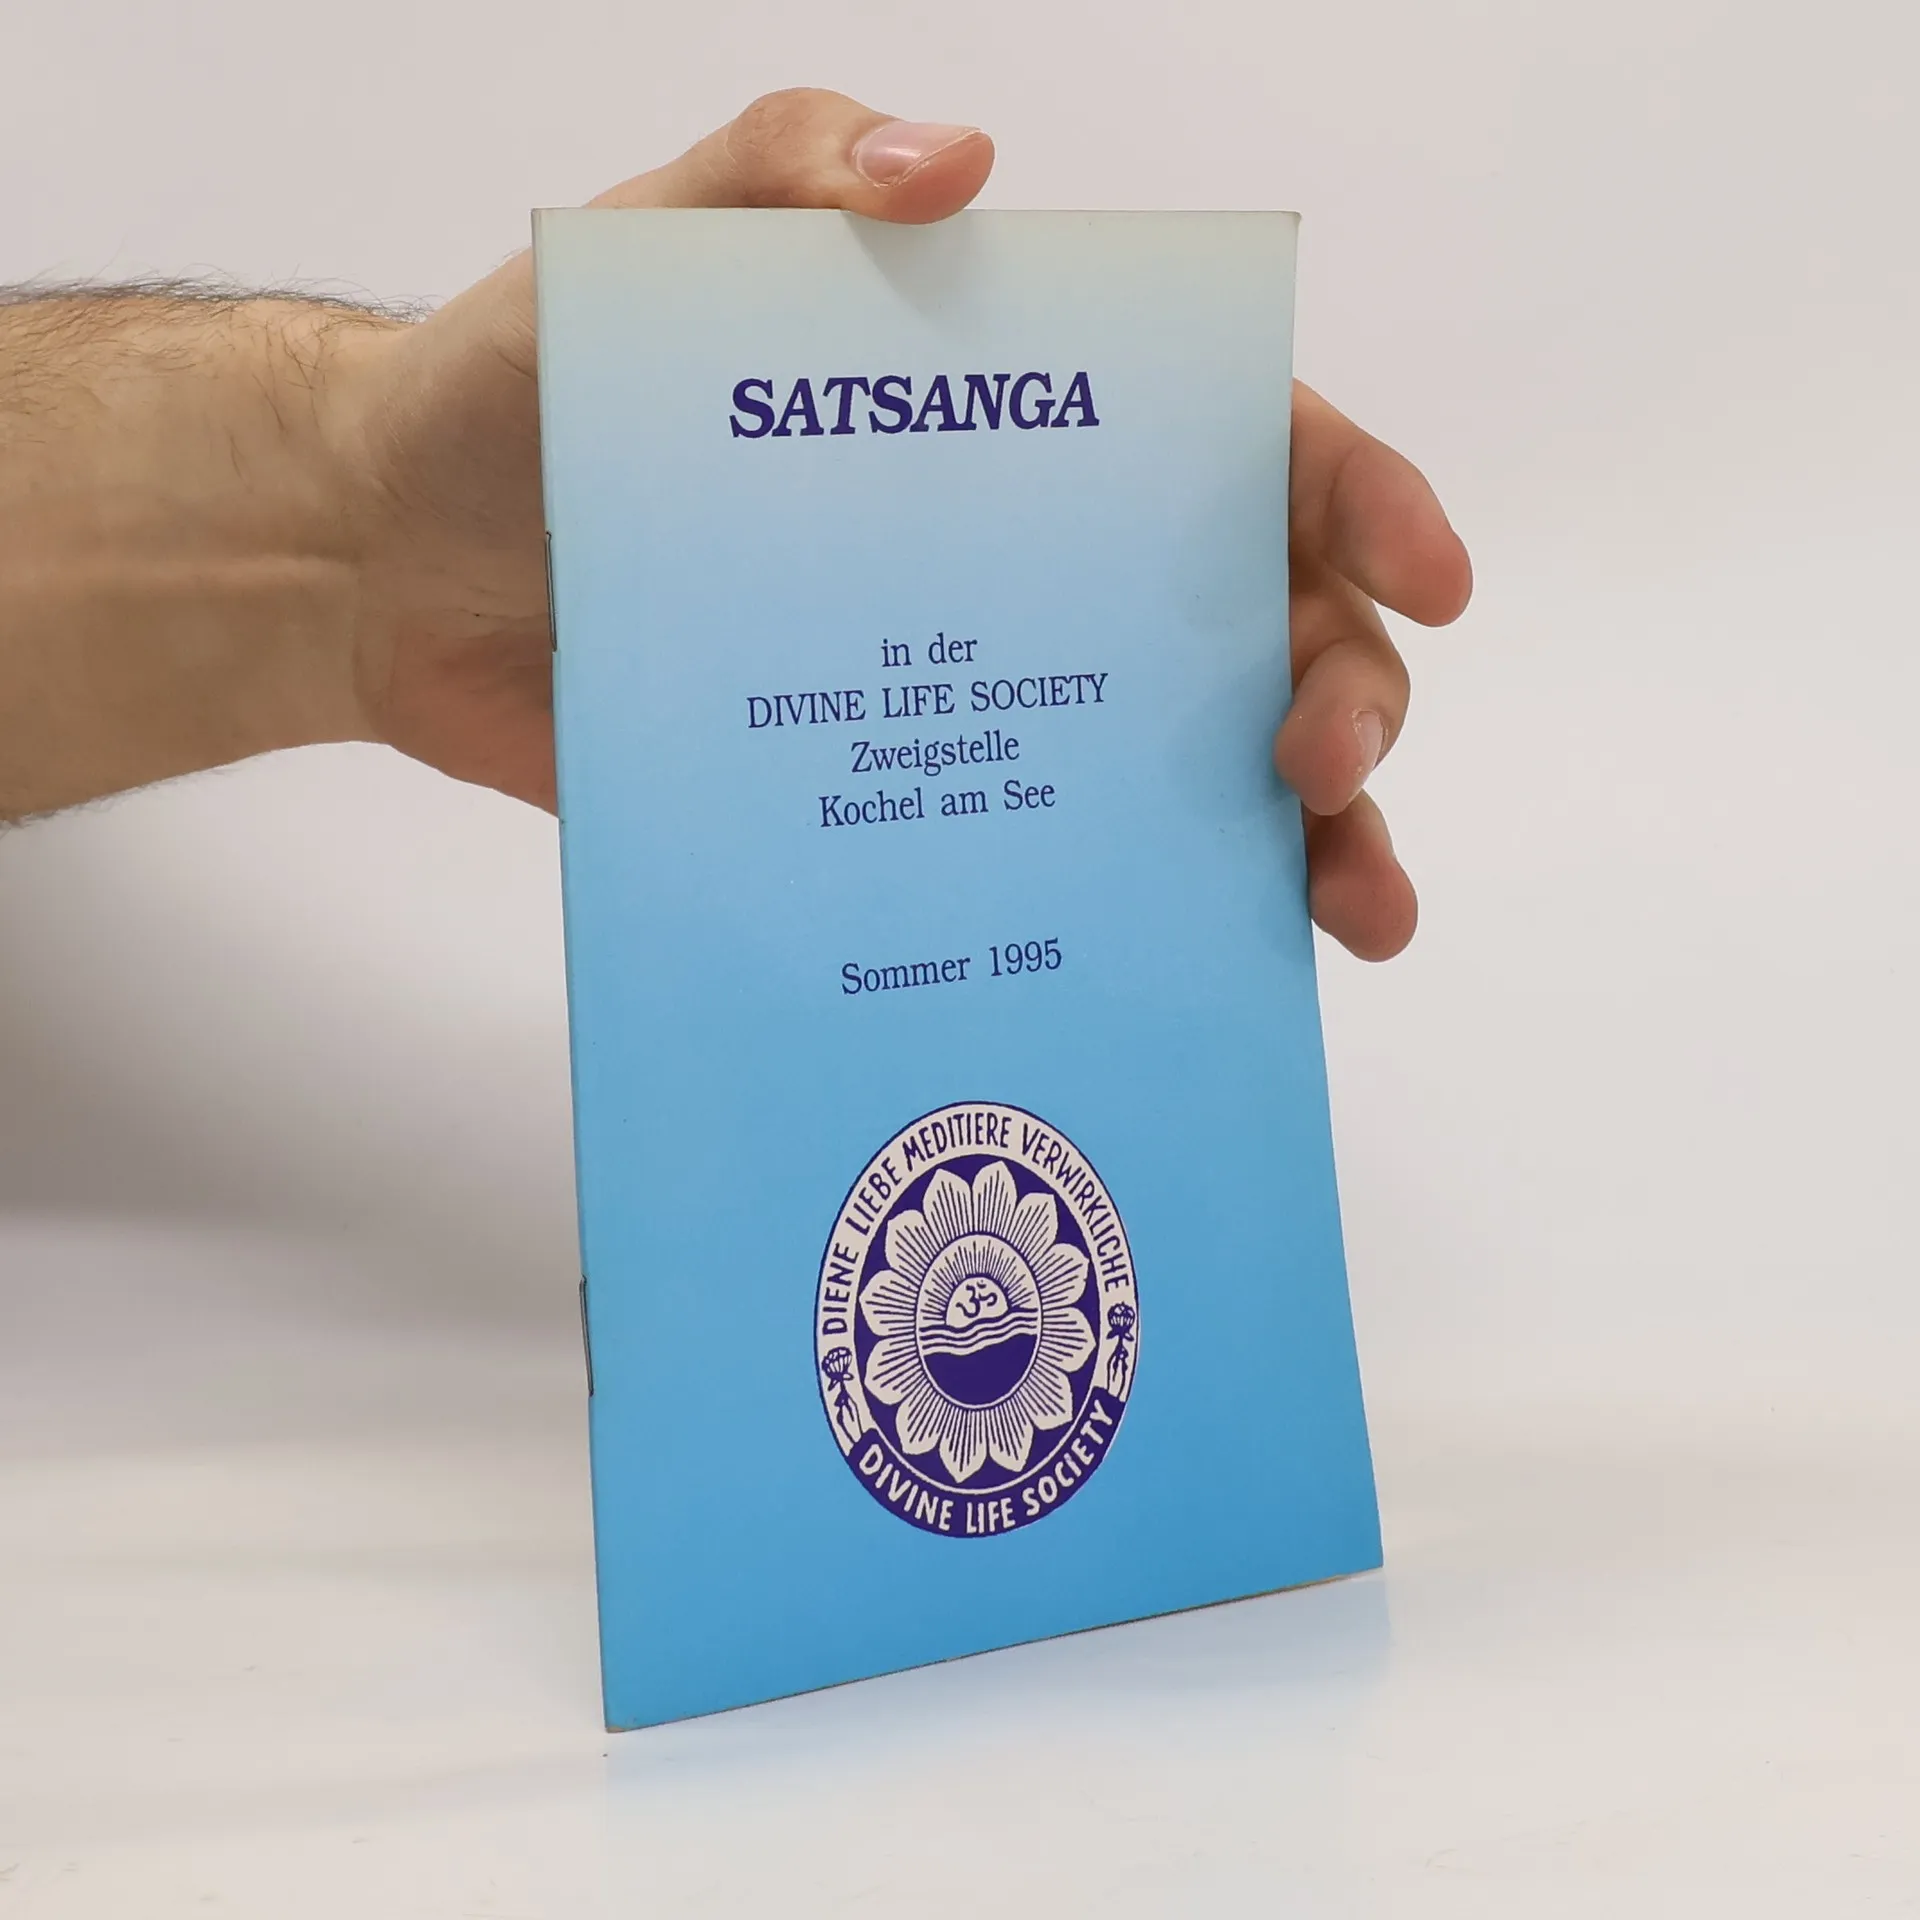 SATSANGA
in der
DIVINE LIFE SOCIETY
Zweigstelle
Kochel am See
Sommer 1995
DIENE LIEBE MEDITIERE VERWIRKLICHE
ॐ
DIVINE LIFE SOCIETY